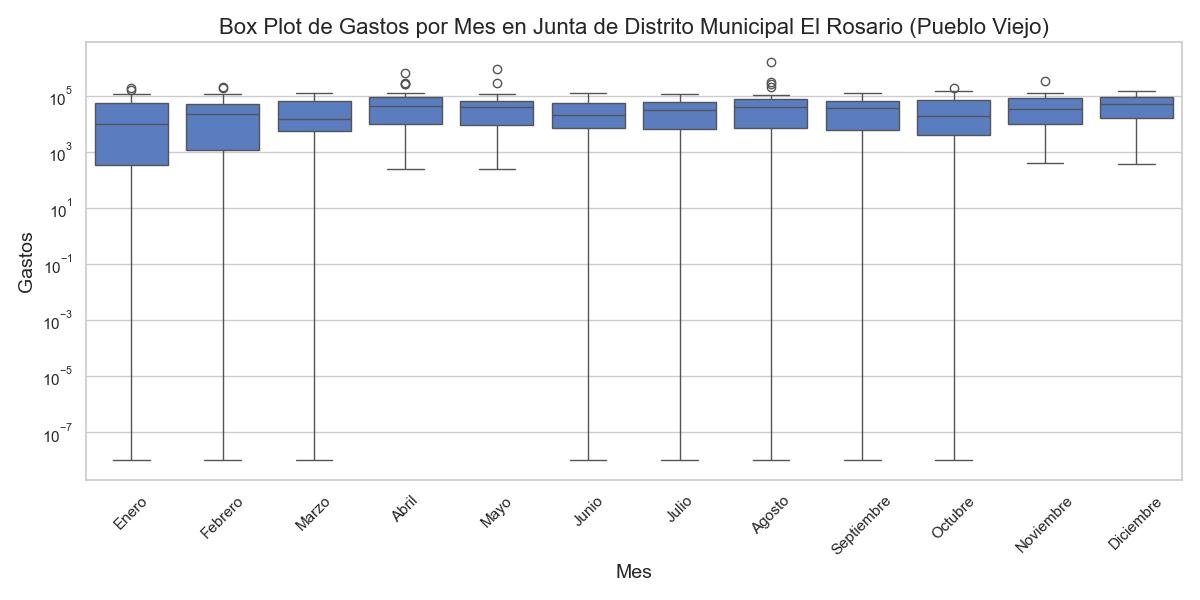 Box Plot de Gastos por Mes en Junta de Distrito Municipal El Rosario (Pueblo Viejo)
Gastos
10^5
10^3
10^1
10^−1
10^−3
10^−5
10^−7
Enero
Febrero
Marzo
Abril
Mayo
Junio
Julio
Agosto
Septiembre
Octubre
Noviembre
Diciembre
Mes